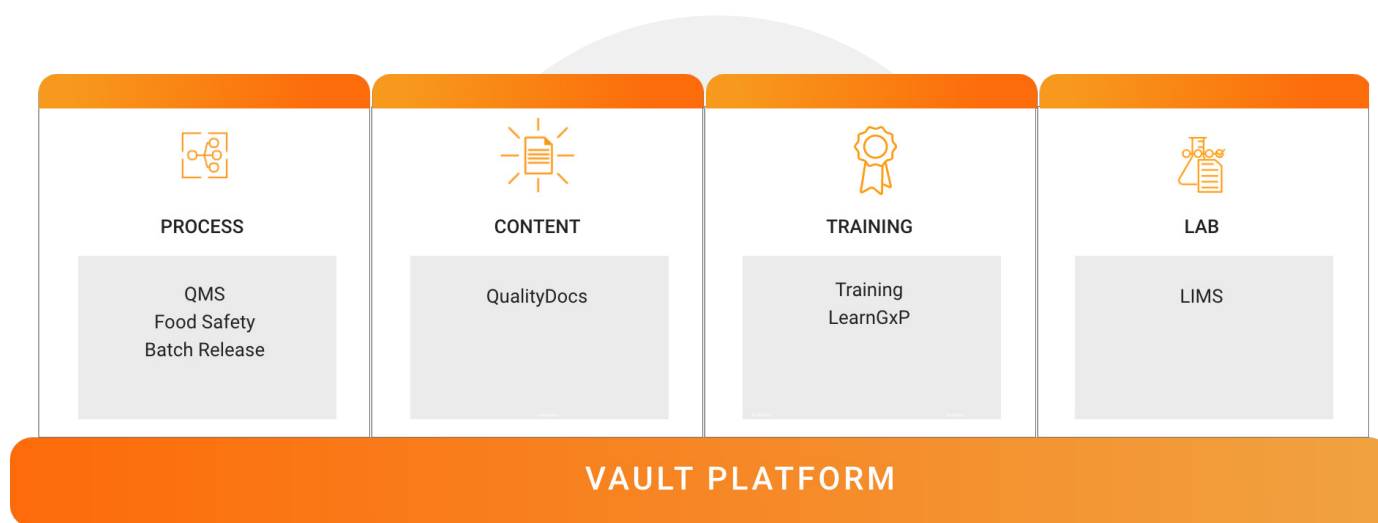 PROCESS
QMS
Food Safety
Batch Release
CONTENT
QualityDocs
TRAINING
Training
LearnGxP
LAB
LIMS
VAULT PLATFORM